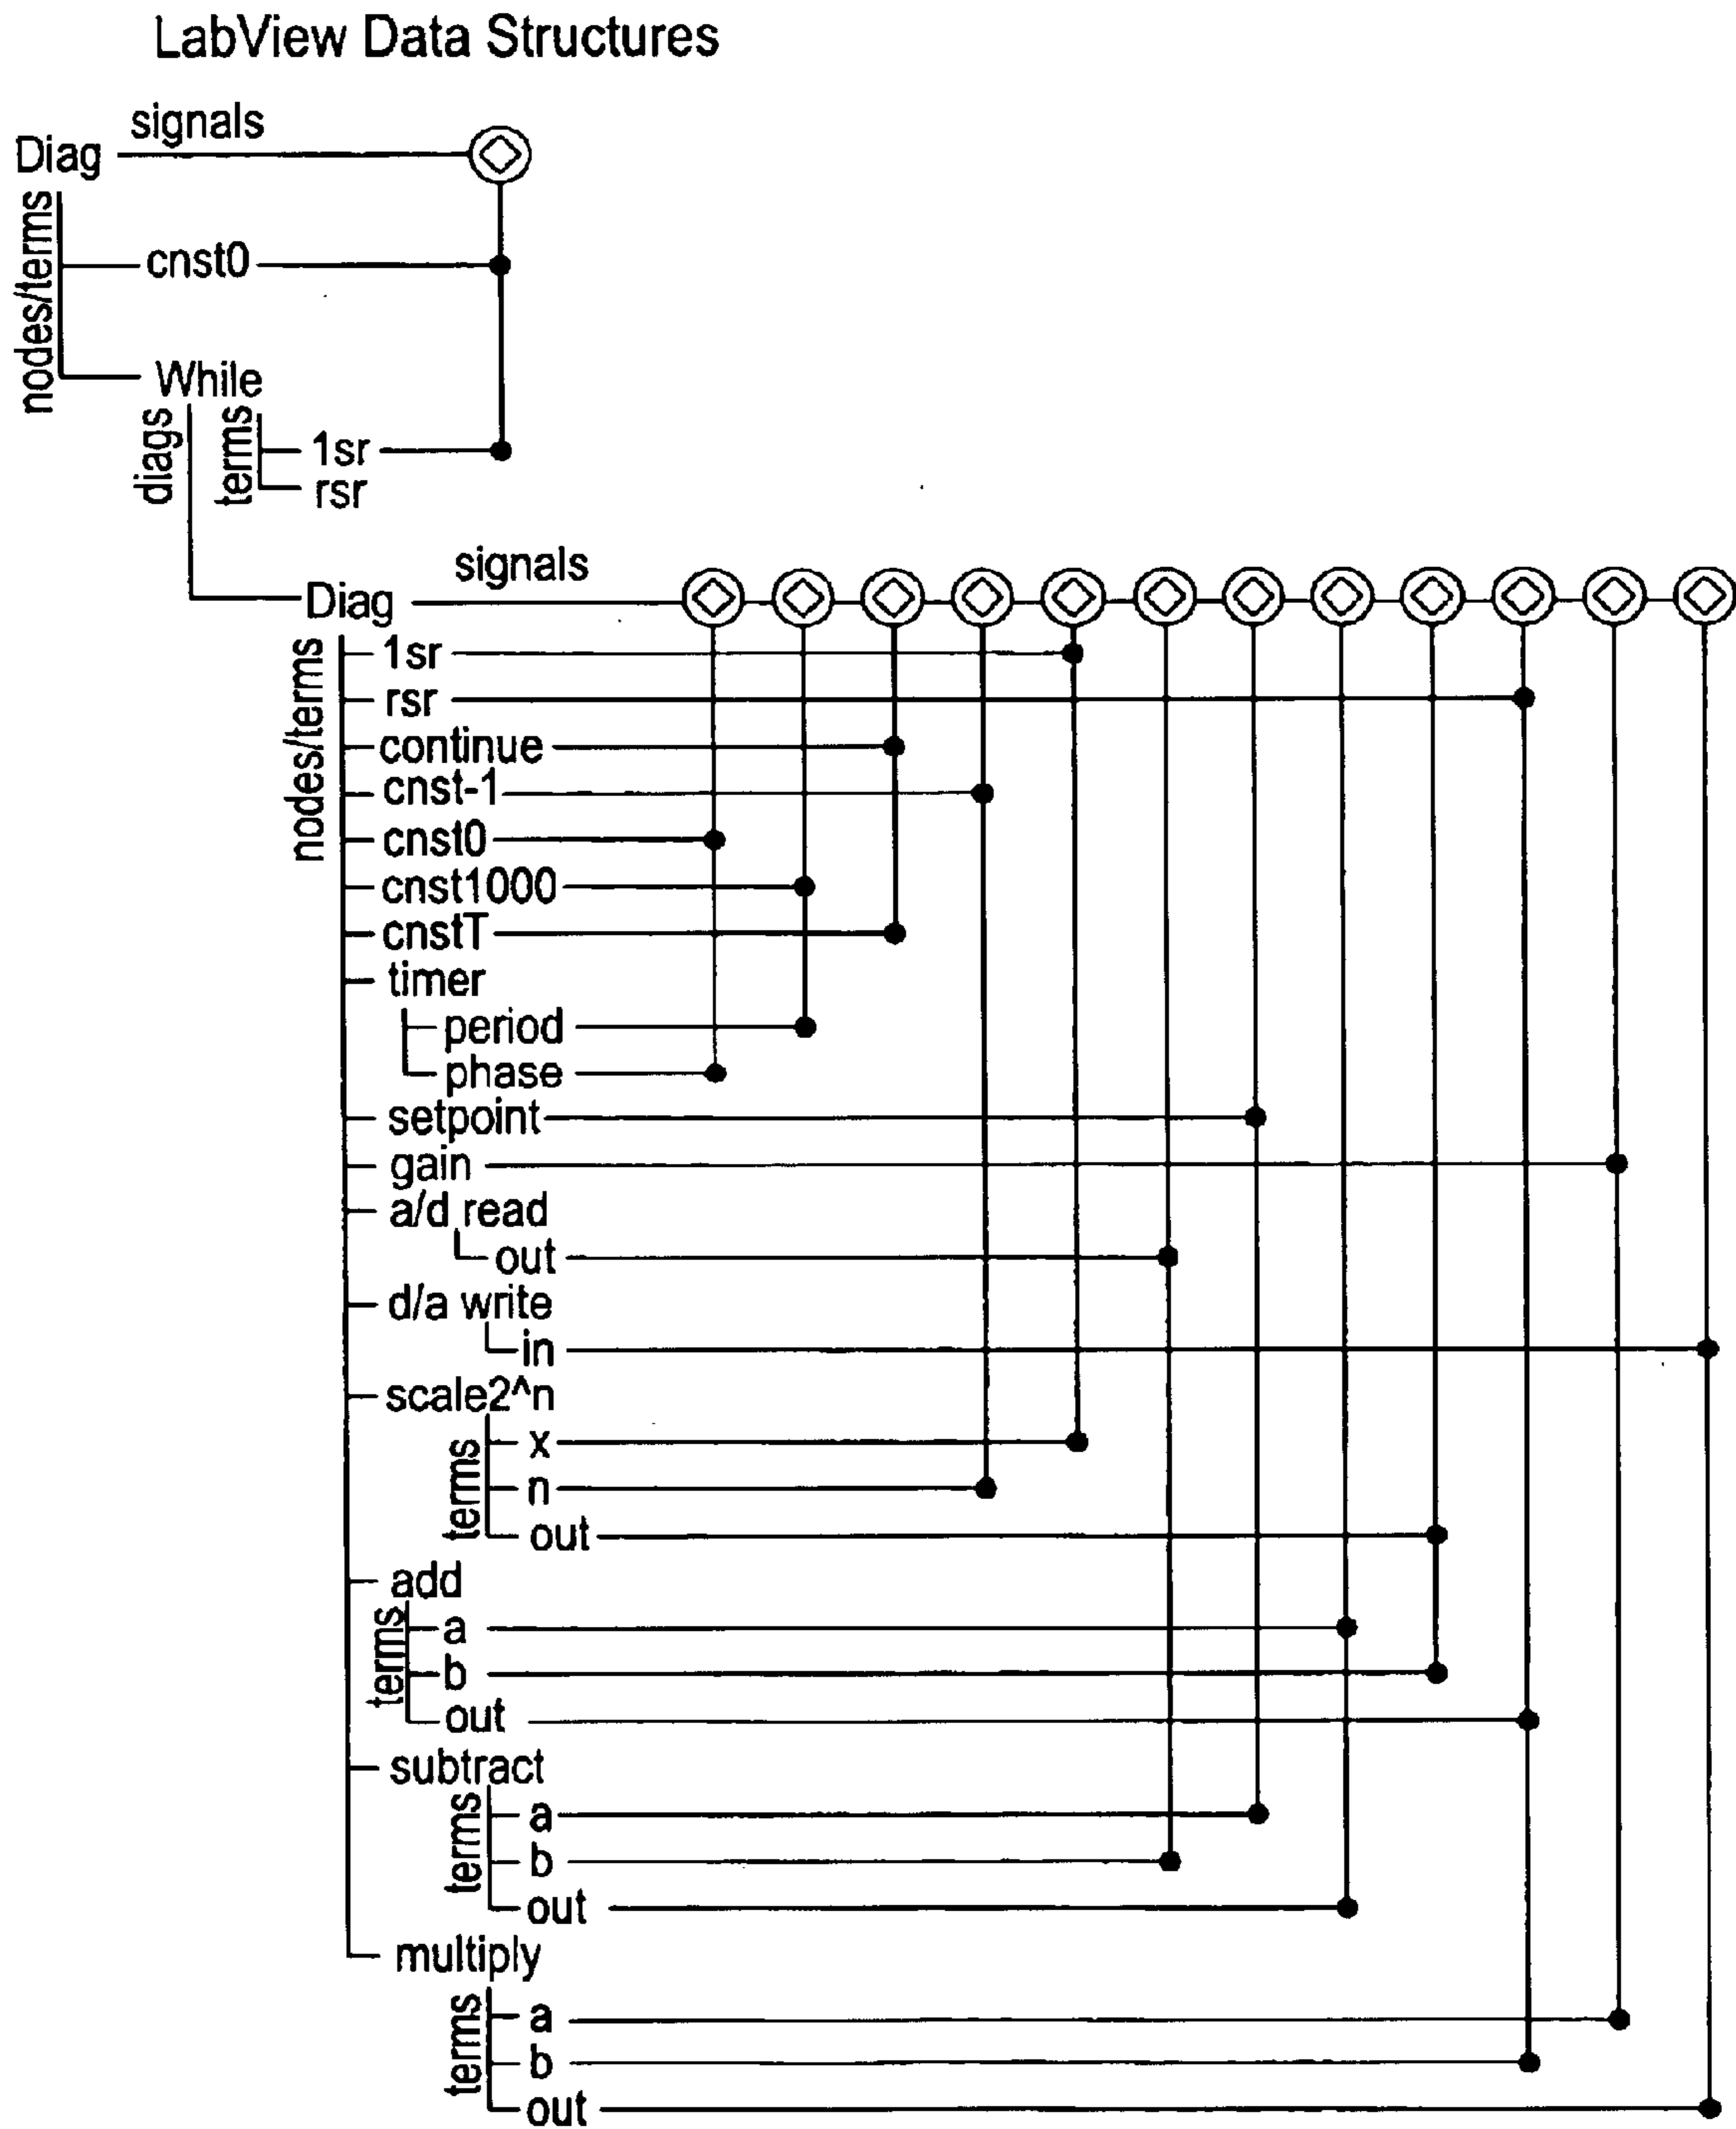 LabView Data Structures
signals
Diag
nodes/terms
cnst0
While
diags
terms
1sr
rsr
signals
Diag
nodes/terms
1sr
rsr
continue
cnst-1
cnst0
cnst1000
cnstT
timer
period
phase
setpoint
gain
a/d read
out
d/a write
in
scale2^n
terms
x
n
out
add
terms
a
b
out
subtract
terms
a
b
out
multiply
terms
a
b
out